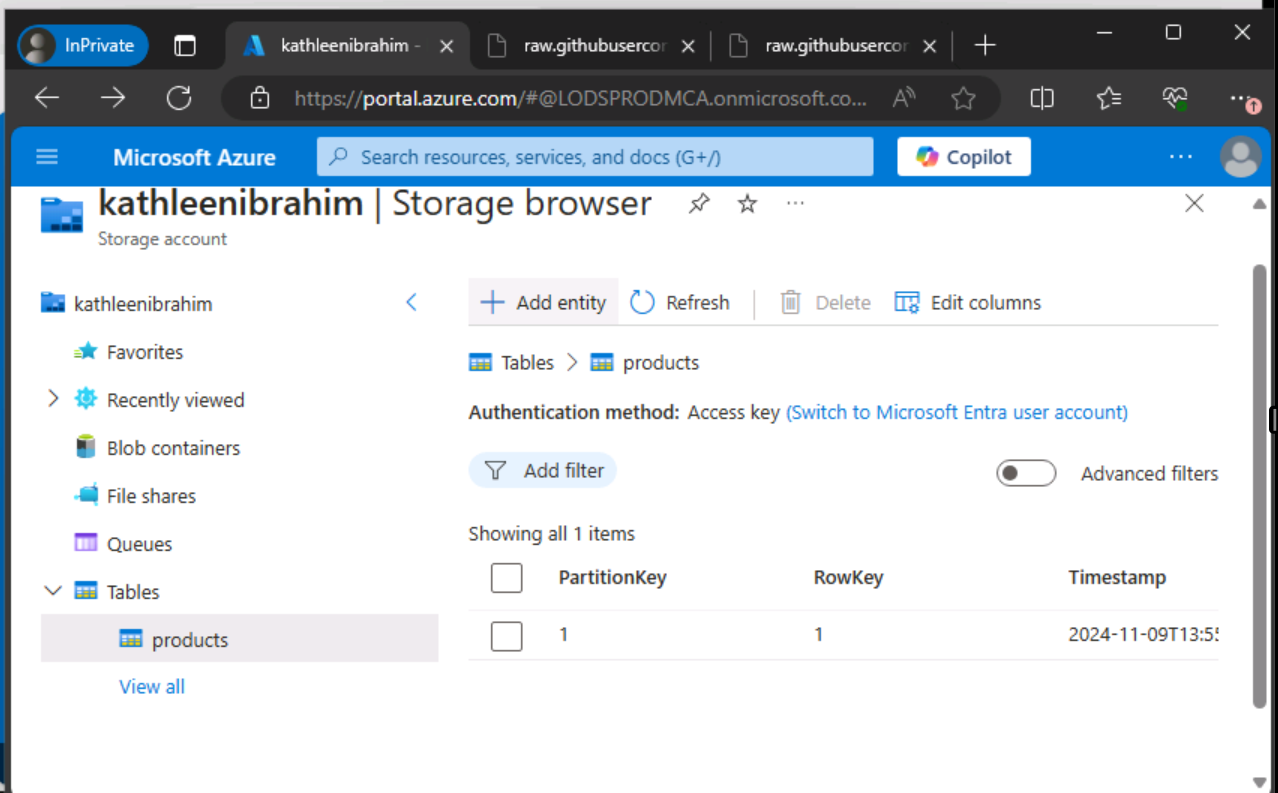 InPrivate
kathleenibrahim -
raw.githubusercor
raw.githubusercor
https://portal.azure.com/#@LODSPRODMCA.onmicrosoft.co...
Microsoft Azure
Search resources, services, and docs (G+/)
Copilot
kathleenibrahim | Storage browser
Storage account
kathleenibrahim
Favorites
Recently viewed
Blob containers
File shares
Queues
Tables
products
View all
Add entity
Refresh
Delete
Edit columns
Tables > products
Authentication method: Access key (Switch to Microsoft Entra user account)
Add filter
Advanced filters
Showing all 1 items
PartitionKey RowKey Timestamp
1 1 2024-11-09T13:55